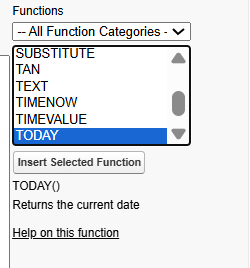 Functions
-- All Function Categories -
SUBSTITUTE
TAN
TEXT
TIMENOW
TIMEVALUE
TODAY
Insert Selected Function
TODAY()
Returns the current date
Help on this function